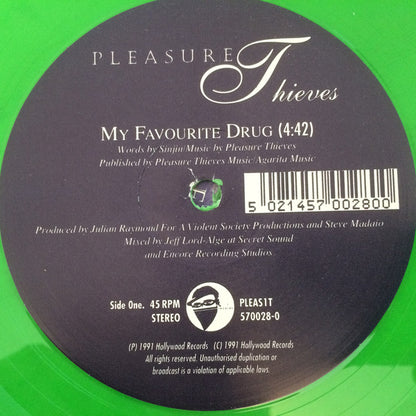 PLEASURE
Thieves
MY FAVOURITE DRUG (4:42)
Words by Sinjin/Music by Pleasure Thieves
Published by Pleasure Thieves Music/Agarita Music
5 021457 002800
Produced by Julian Raymond For A Violent Society Productions and Steve Madaio
Mixed by Jeff Lord-Alge at Secret Sound
and Encore Recording Studios
Side One. 45 RPM PLEAS1T
STEREO 570028-0
(P) 1991 Hollywood Records (C) 1991 Hollywood Records
All rights reserved. Unauthorised duplication or
broadcast is a violation of applicable laws.